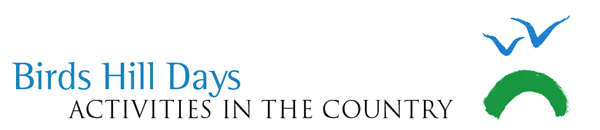 Birds Hill Days
ACTIVITIES IN THE COUNTRY